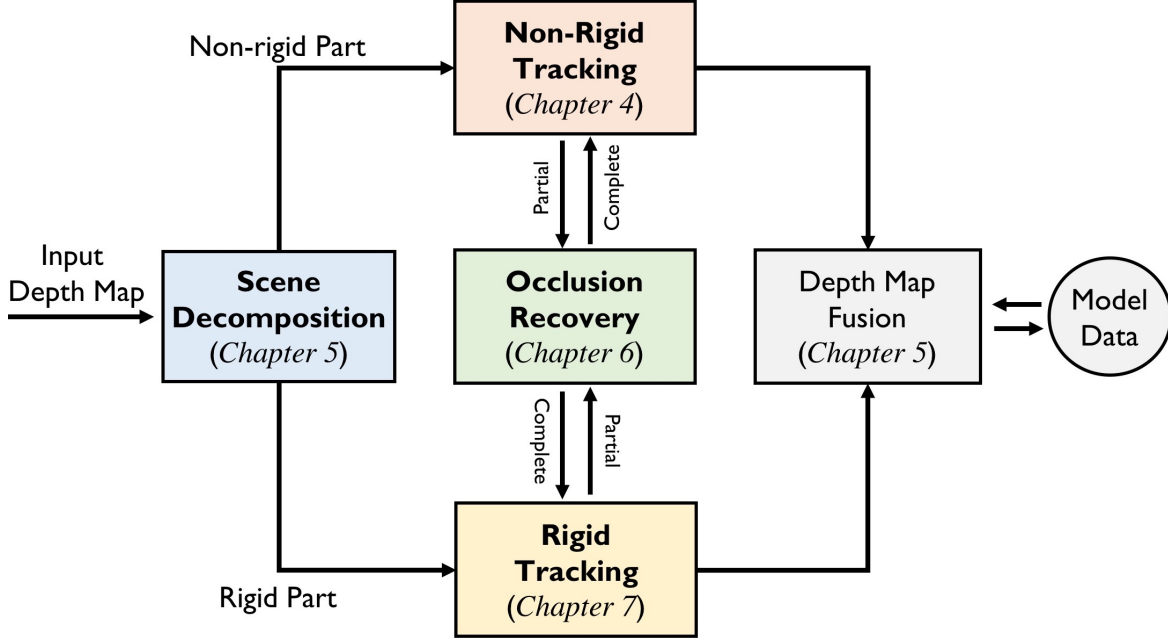 Non-rigid Part
Non-Rigid
Tracking
(Chapter 4)
Partial
Complete
Input
Depth Map
Scene
Decomposition
(Chapter 5)
Occlusion
Recovery
(Chapter 6)
Depth Map
Fusion
(Chapter 5)
Model
Data
Complete
Partial
Rigid Part
Rigid
Tracking
(Chapter 7)